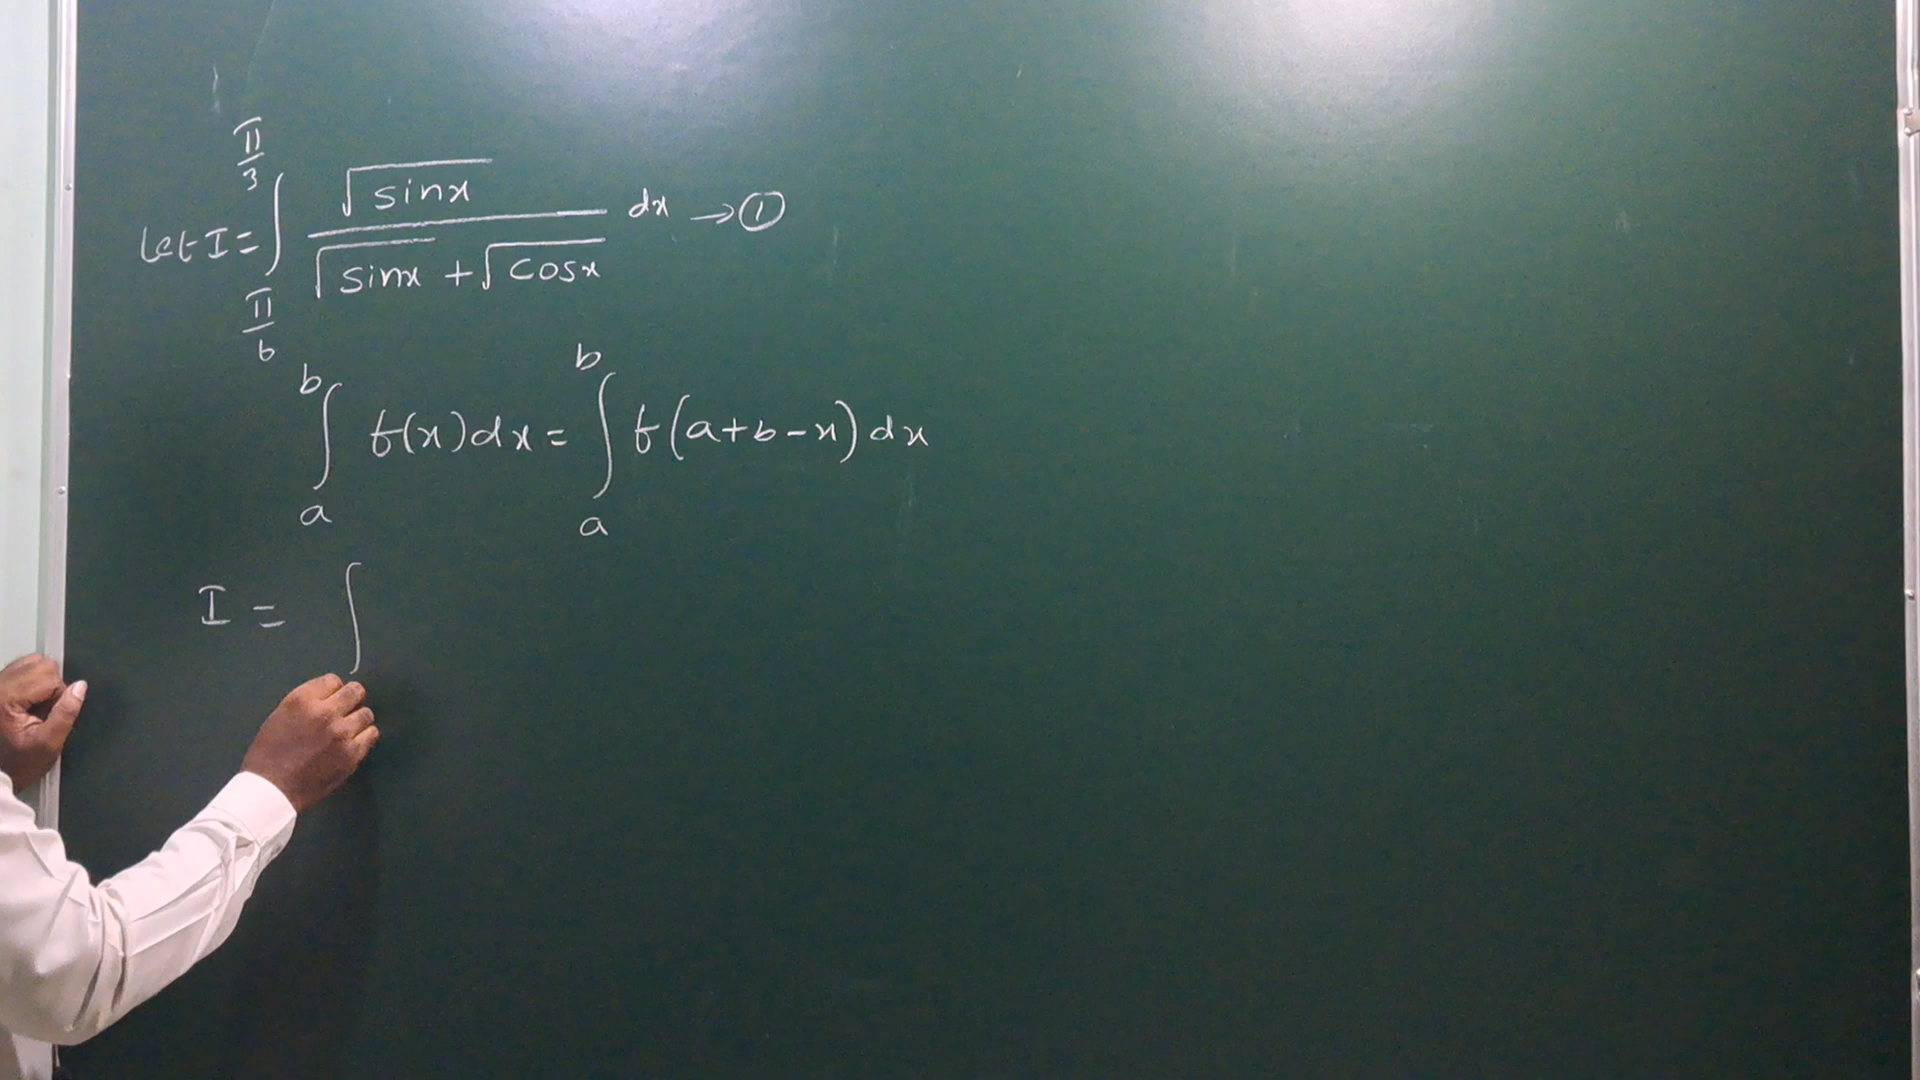 let I = ∫_{π/6}^{π/3} √sinx / (√sinx + √cosx) dx → ①
∫_a^b f(x)dx = ∫_a^b f(a+b-x)dx
I = ∫